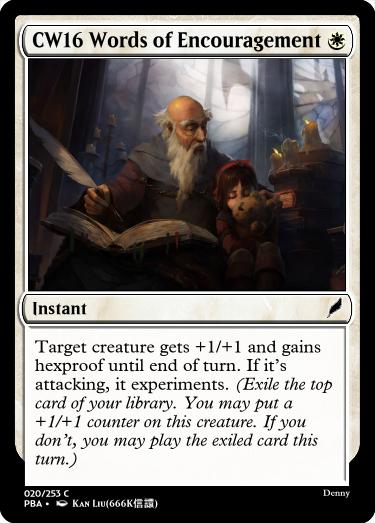 CW16 Words of Encouragement
Instant
Target creature gets +1/+1 and gains
hexproof until end of turn. If it's
attacking, it experiments. (Exile the top
card of your library. You may put a
+1/+1 counter on this creature. If you
don't, you may play the exiled card this
turn.)
020/253 C
Denny
PBA • Kan Liu(666K信譞)